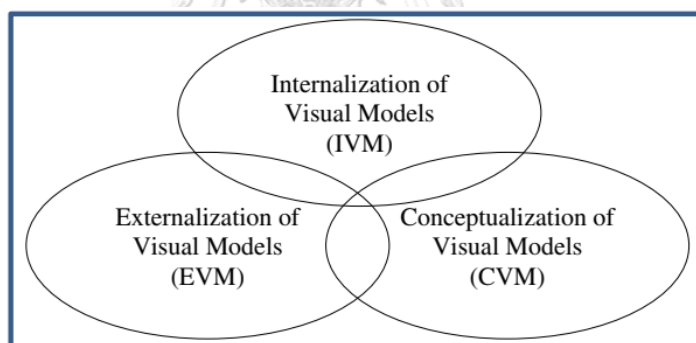 Internalization of
Visual Models
(IVM)
Externalization of
Visual Models
(EVM)
Conceptualization of
Visual Models
(CVM)